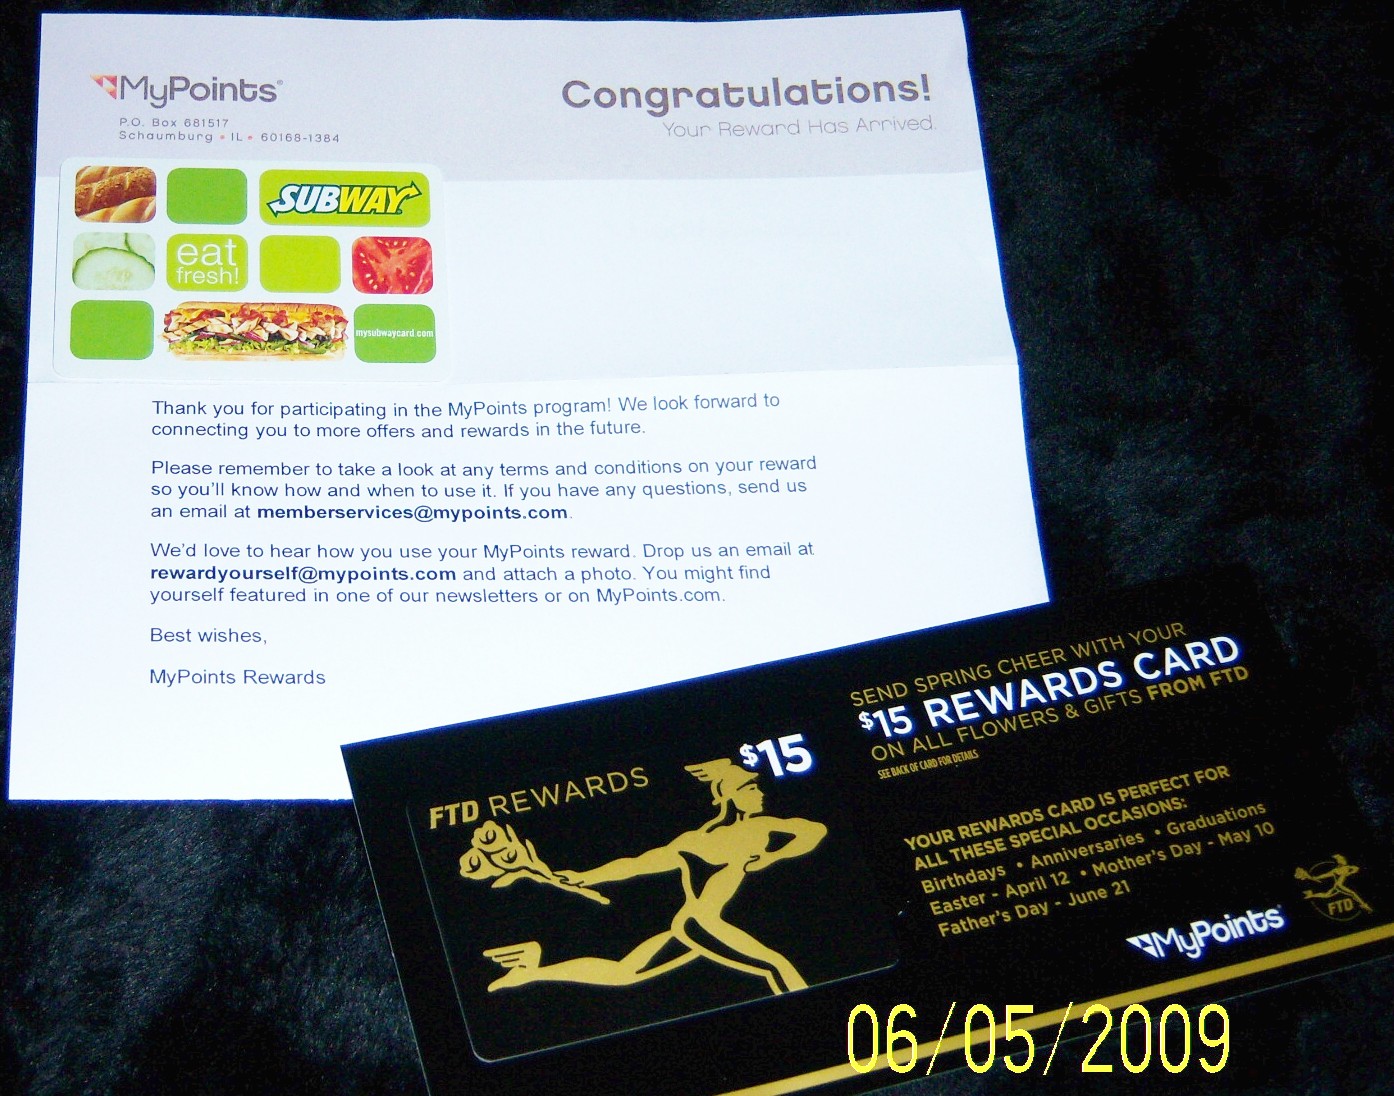 MyPoints®
P.O. Box 681517
Schaumburg • IL • 60168-1384
Congratulations!
Your Reward Has Arrived.
SUBWAY
eat
fresh!
mysubwaycard.com
Thank you for participating in the MyPoints program! We look forward to
connecting you to more offers and rewards in the future.
Please remember to take a look at any terms and conditions on your reward
so you'll know how and when to use it. If you have any questions, send us
an email at memberservices@mypoints.com.
We'd love to hear how you use your MyPoints reward. Drop us an email at
rewardyourself@mypoints.com and attach a photo. You might find
yourself featured in one of our newsletters or on MyPoints.com.
Best wishes,
MyPoints Rewards
FTD REWARDS
$15
SEND SPRING CHEER WITH YOUR
$15 REWARDS CARD
ON ALL FLOWERS & GIFTS FROM FTD
SEE BACK OF CARD FOR DETAILS
YOUR REWARDS CARD IS PERFECT FOR
ALL THESE SPECIAL OCCASIONS:
Birthdays • Anniversaries • Graduations
Easter - April 12 • Mother's Day - May 10
Father's Day - June 21
MyPoints®
FTD
06/05/2009